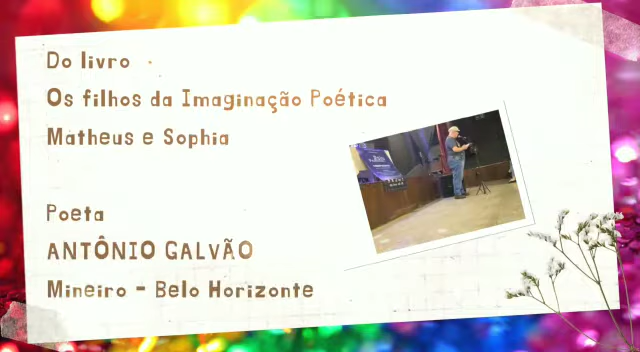 Do livro
Os filhos da Imaginação Poética
Matheus e Sophia
Poeta
ANTÔNIO GALVÃO
Mineiro - Belo Horizonte